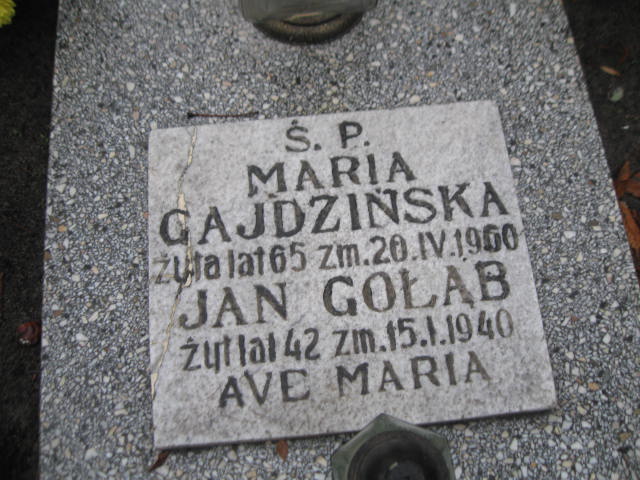 Ś. P.
MARIA
GAJDZIŃSKA
żyła lat 65 zm. 20.IV.1960
JAN GOŁĄB
żył lat 42 zm. 15.I.1940
AVE MARIA